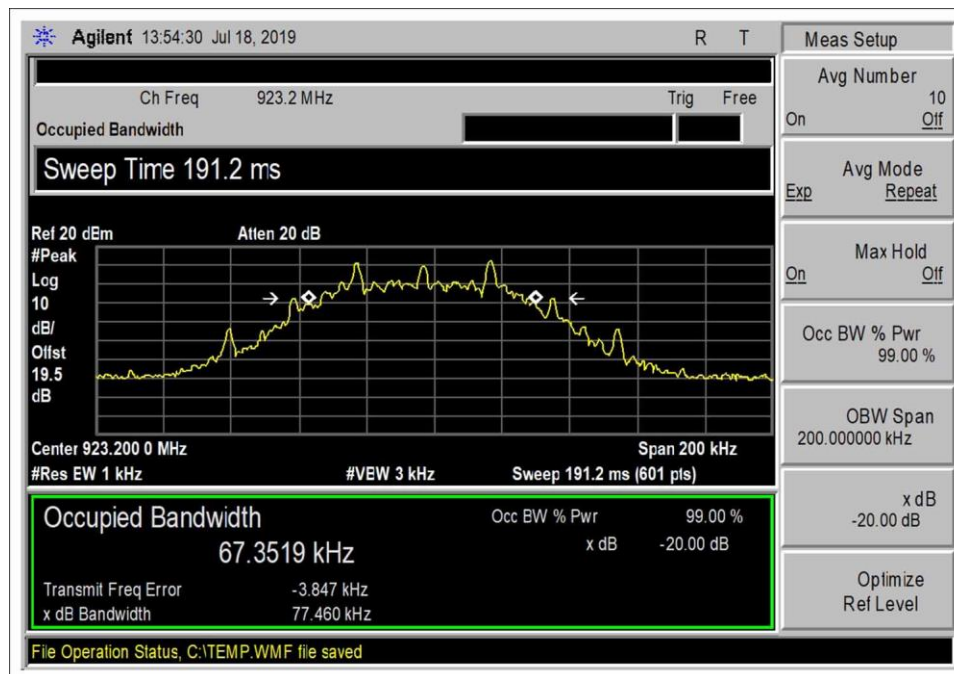 Agilent 13:54:30 Jul 18, 2019 R T
Meas Setup
Ch Freq 923.2 MHz Trig Free
Occupied Bandwidth
Sweep Time 191.2 ms
Ref 20 dBm Atten 20 dB
#Peak
Log
10
dB/
Offst
19.5
dB
Center 923.200 0 MHz Span 200 kHz
#Res EW 1 kHz #VBW 3 kHz Sweep 191.2 ms (601 pts)
Occupied Bandwidth Occ BW % Pwr 99.00 %
67.3519 kHz x dB -20.00 dB
Transmit Freq Error -3.847 kHz
x dB Bandwidth 77.460 kHz
File Operation Status, C:\TEMP.WMF file saved
Avg Number
10
On Off
Avg Mode
Exp Repeat
Max Hold
On Off
Occ BW % Pwr
99.00 %
OBW Span
200.000000 kHz
x dB
-20.00 dB
Optimize
Ref Level